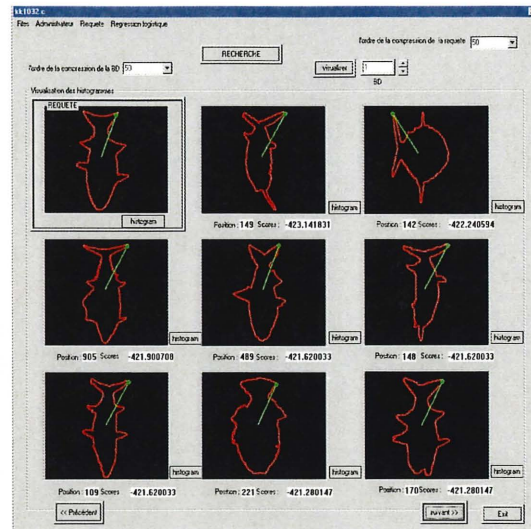 kk1032.c
Files Administrateur Requete Regression logistique
RECHERCHE
l'ordre de la compression de la requete 50
l'ordre de la compression de la BD 50
visualiser 1
BD
Visualisation des histogrammes
REQUETE
histogram
histogram
histogram
Position : 149 Scores : -423.141831
Position : 142 Scores : -422.240594
histogram
histogram
histogram
Position : 905 Scores -421.900708
Position : 489 Scores : -421.620033
Position : 148 Scores : -421.620033
histogram
histogram
histogram
Position : 109 Scores -421.620033
Position : 221 Scores : -421.280147
Position : 170 Scores : -421.280147
<< Précédent
suivant >>
Exit